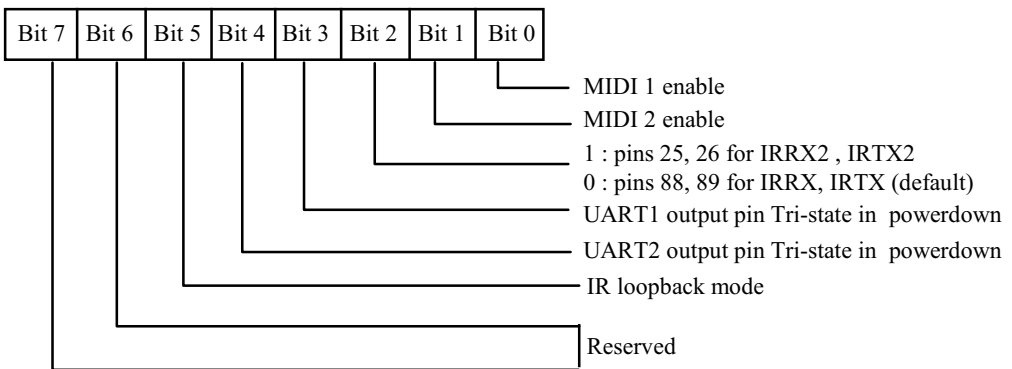 Bit 7 Bit 6 Bit 5 Bit 4 Bit 3 Bit 2 Bit 1 Bit 0
MIDI 1 enable
MIDI 2 enable
1 : pins 25, 26 for IRRX2 , IRTX2
0 : pins 88, 89 for IRRX, IRTX (default)
UART1 output pin Tri-state in powerdown
UART2 output pin Tri-state in powerdown
IR loopback mode
Reserved